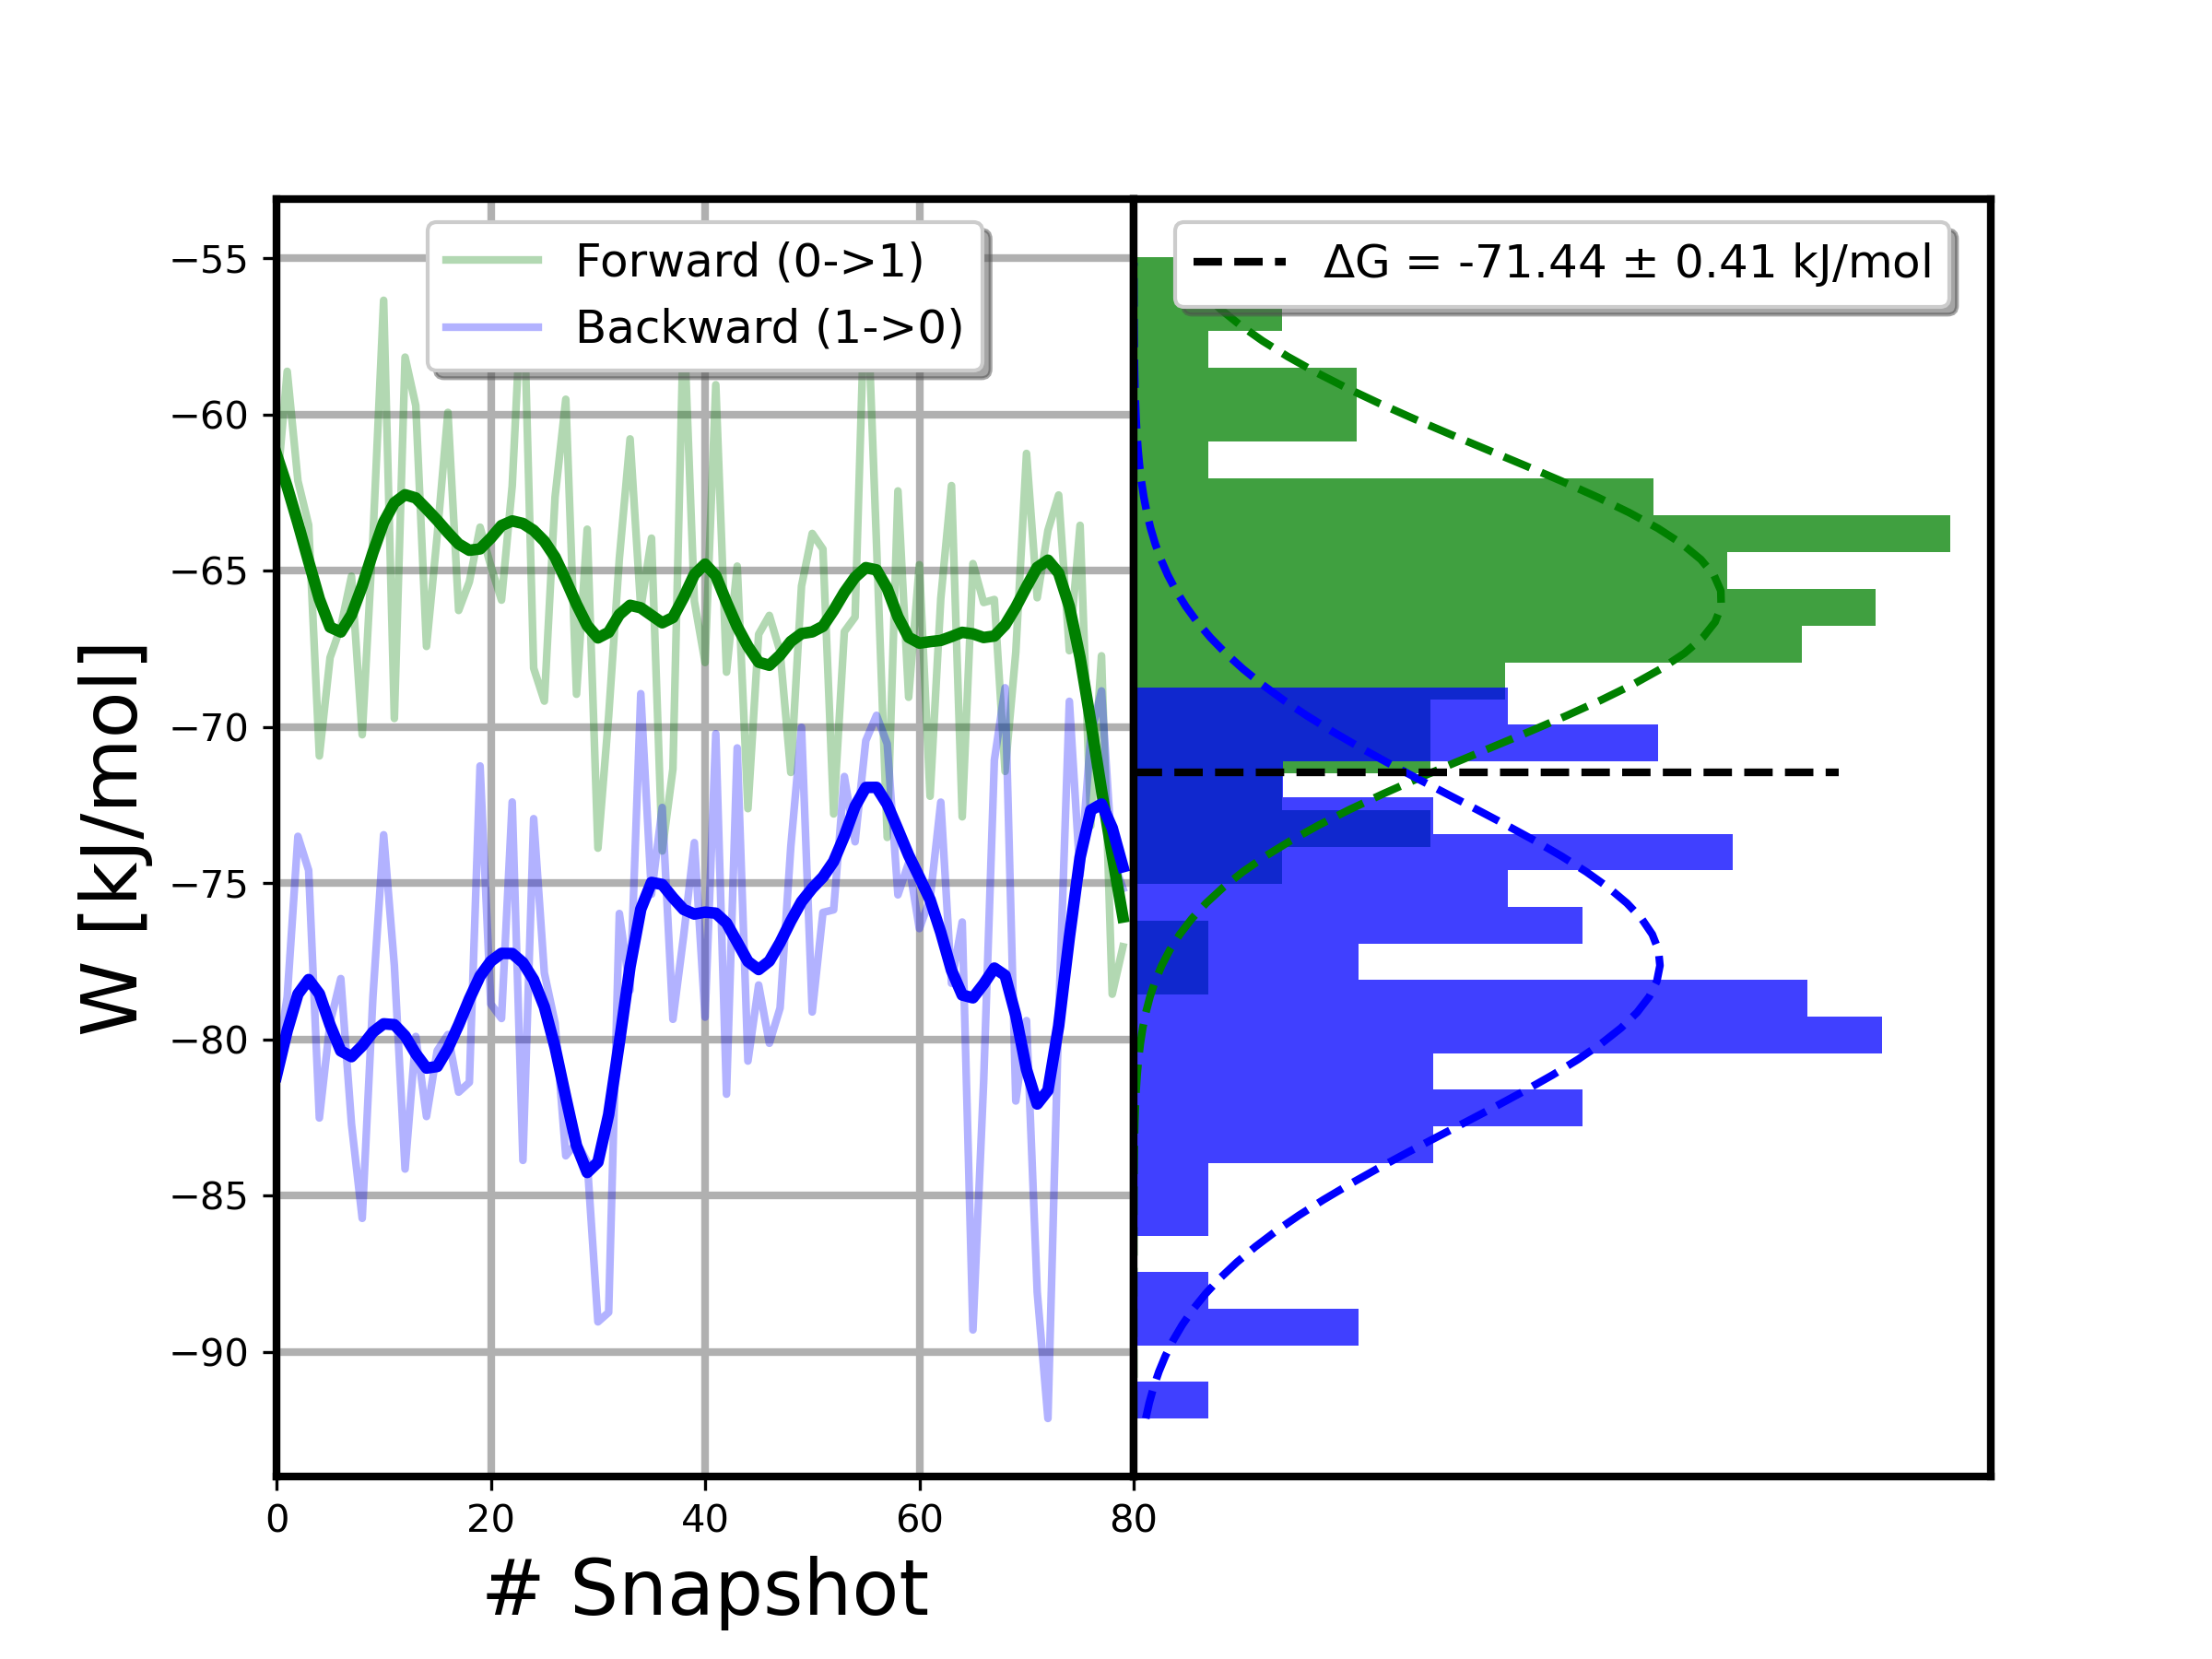 Forward (0->1)
Backward (1->0)
ΔG = -71.44 ± 0.41 kJ/mol
W [kJ/mol]
−55
−60
−65
−70
−75
−80
−85
−90
0 20 40 60 80
# Snapshot